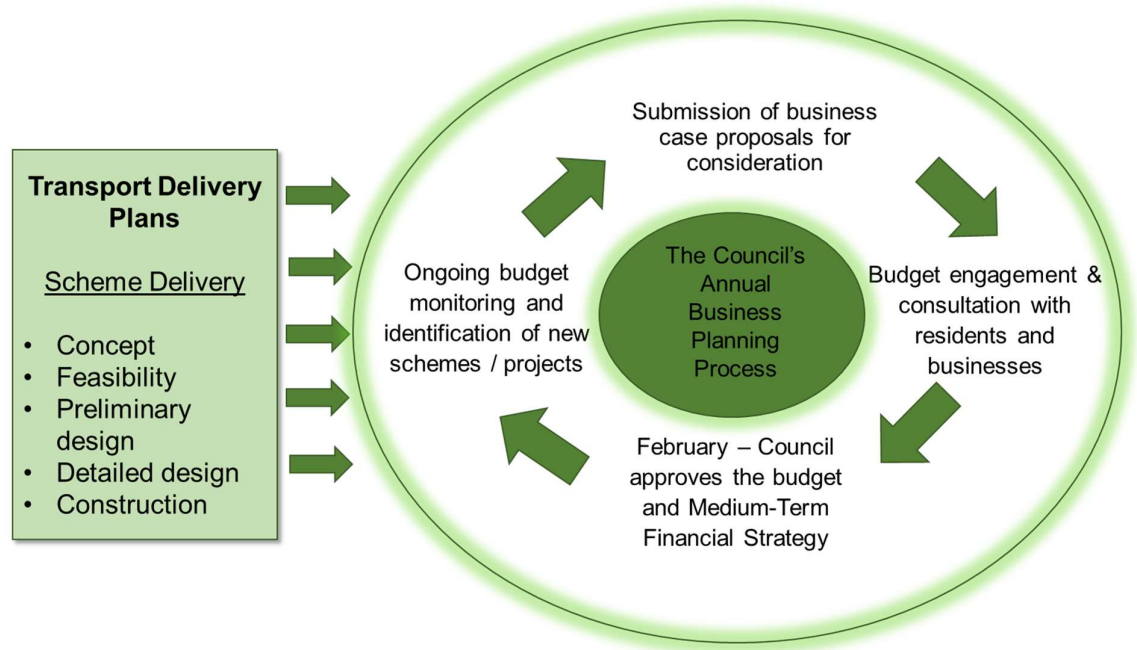 Transport Delivery
Plans
Scheme Delivery
• Concept
• Feasibility
• Preliminary
design
• Detailed design
• Construction
Submission of business
case proposals for
consideration
Budget engagement &
consultation with
residents and
businesses
February – Council
approves the budget
and Medium-Term
Financial Strategy
Ongoing budget
monitoring and
identification of new
schemes / projects
The Council’s
Annual
Business
Planning
Process